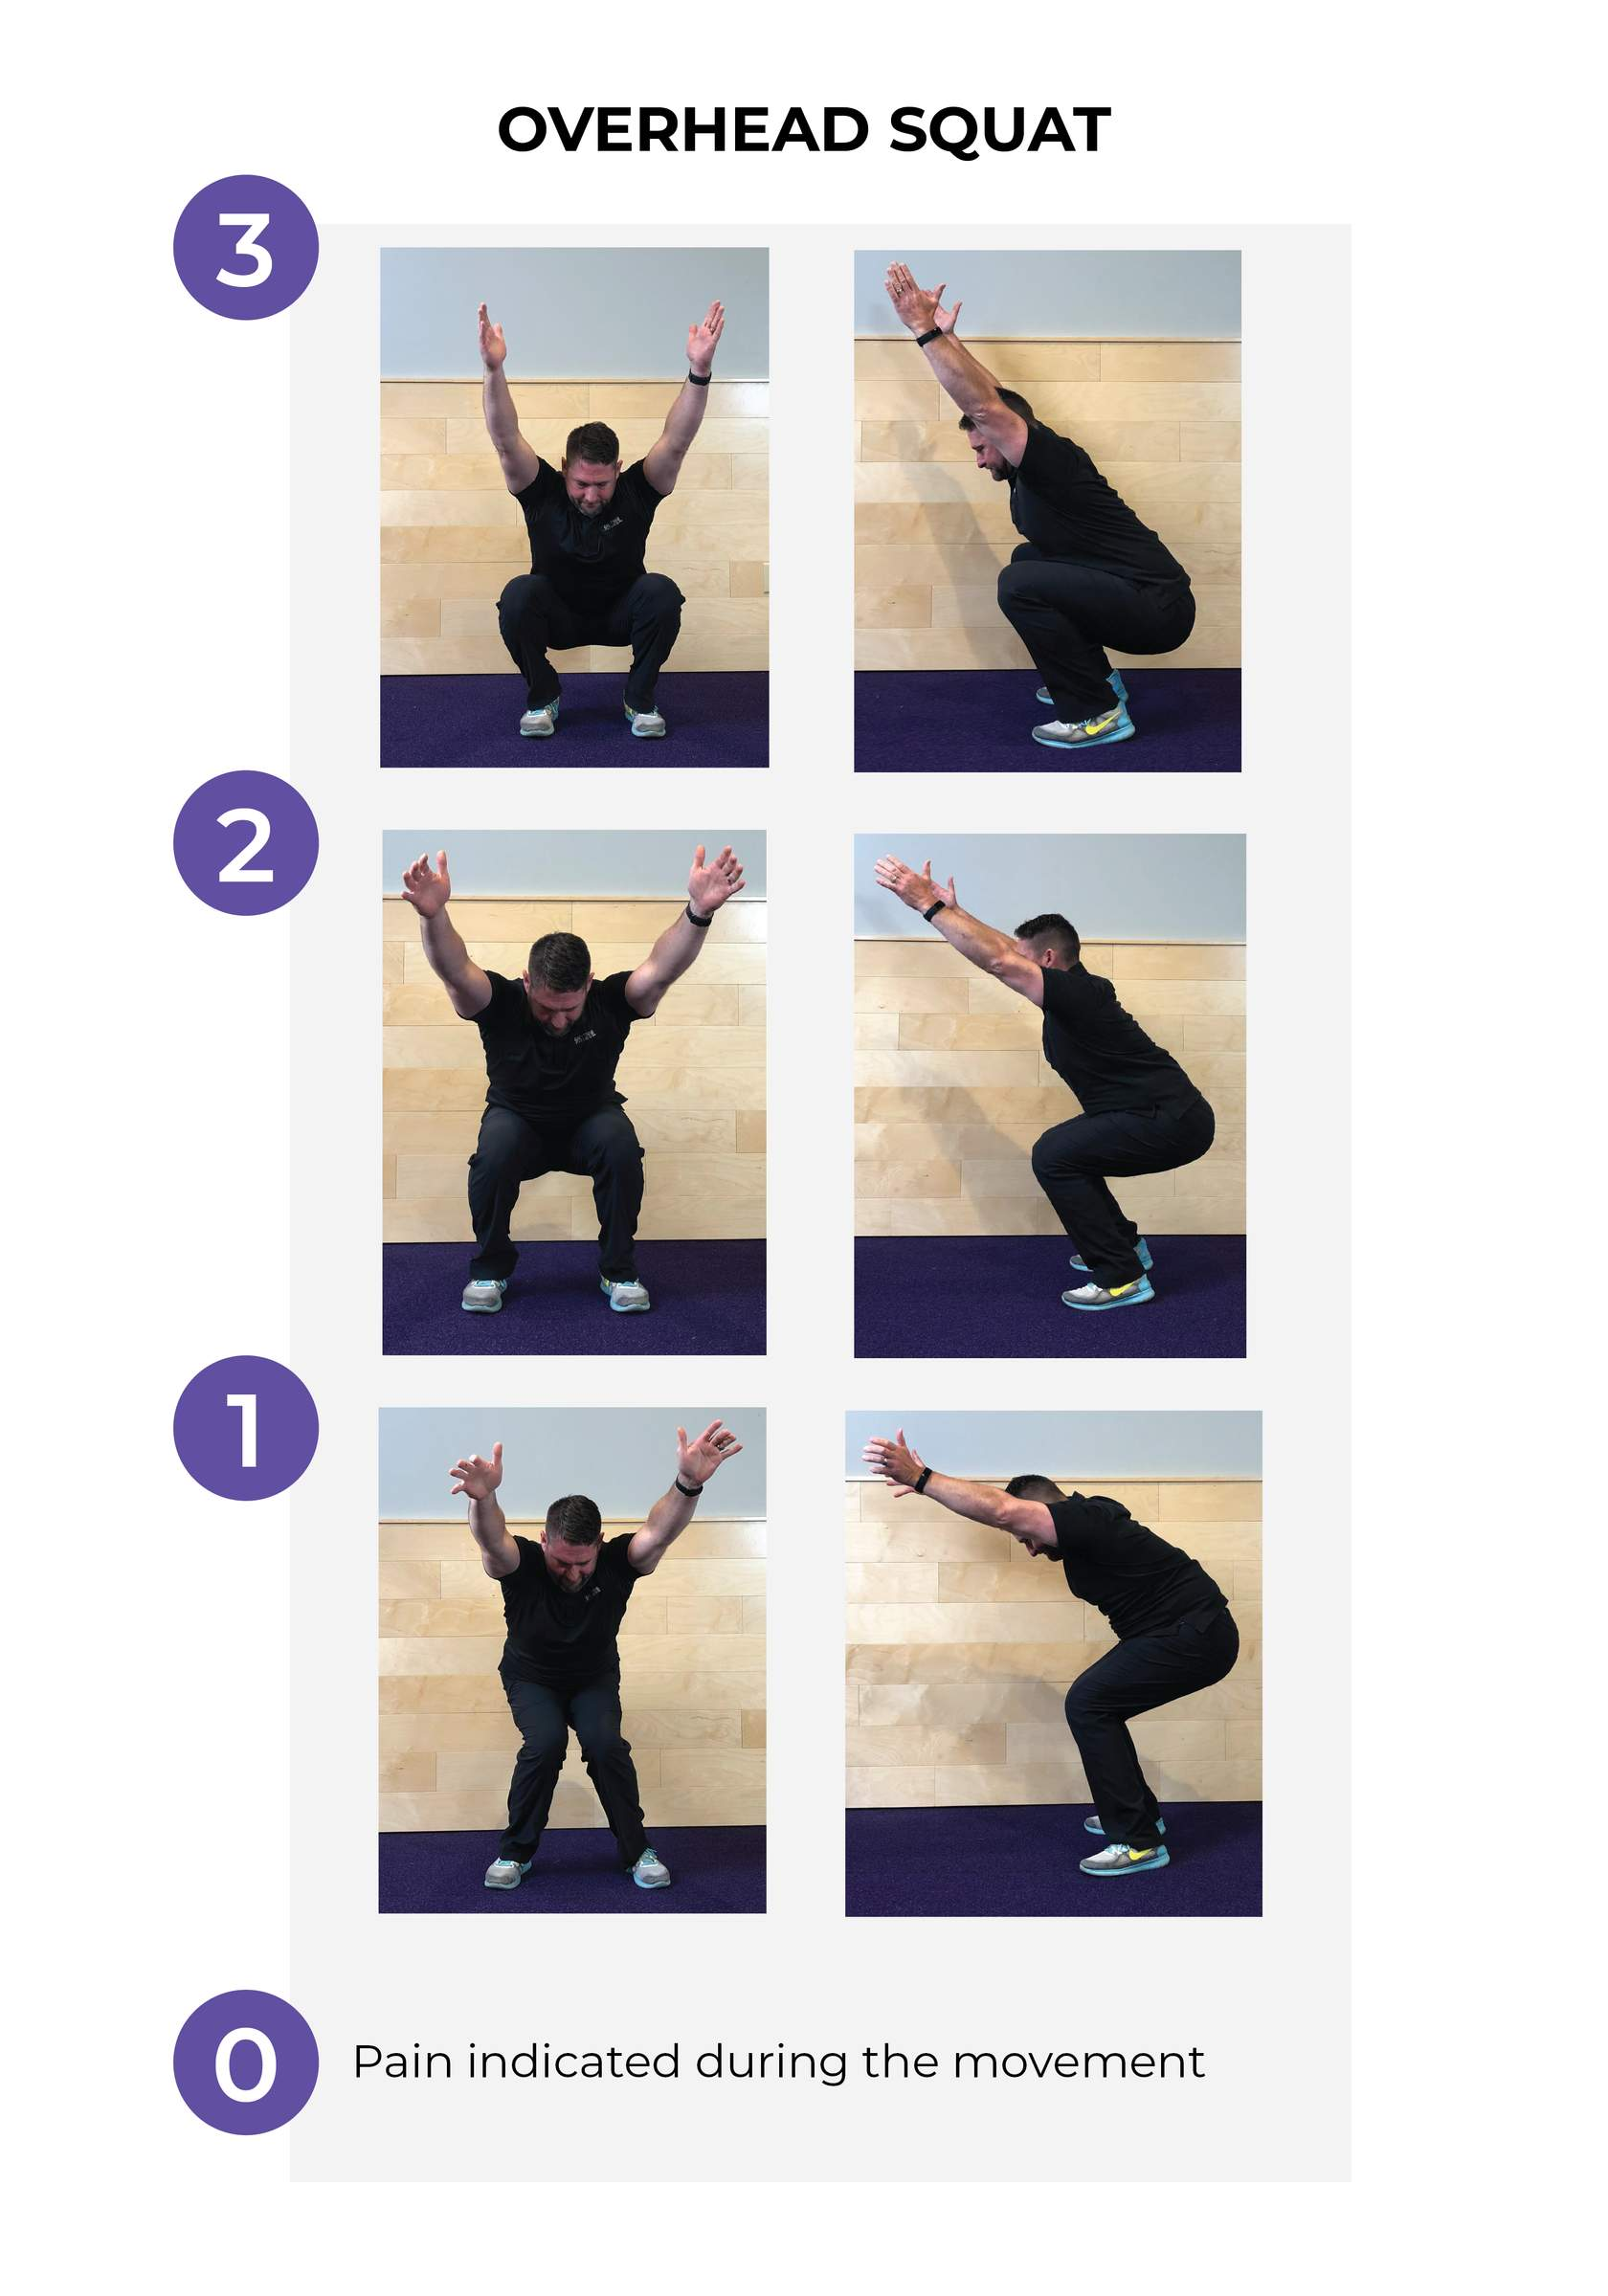 OVERHEAD SQUAT
3
2
1
0
Pain indicated during the movement